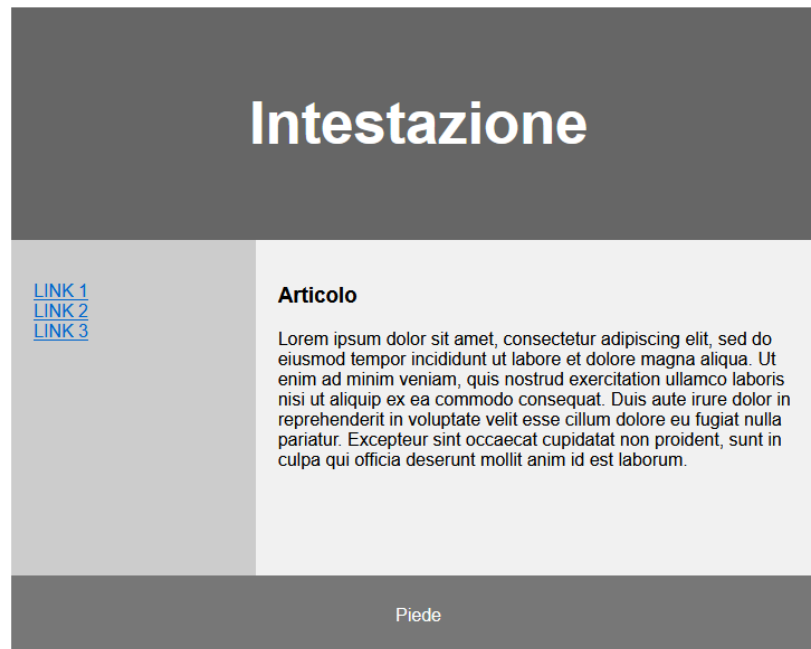 Intestazione
LINK 1
LINK 2
LINK 3
Articolo
Lorem ipsum dolor sit amet, consectetur adipiscing elit, sed do
eiusmod tempor incididunt ut labore et dolore magna aliqua. Ut
enim ad minim veniam, quis nostrud exercitation ullamco laboris
nisi ut aliquip ex ea commodo consequat. Duis aute irure dolor in
reprehenderit in voluptate velit esse cillum dolore eu fugiat nulla
pariatur. Excepteur sint occaecat cupidatat non proident, sunt in
culpa qui officia deserunt mollit anim id est laborum.
Piede